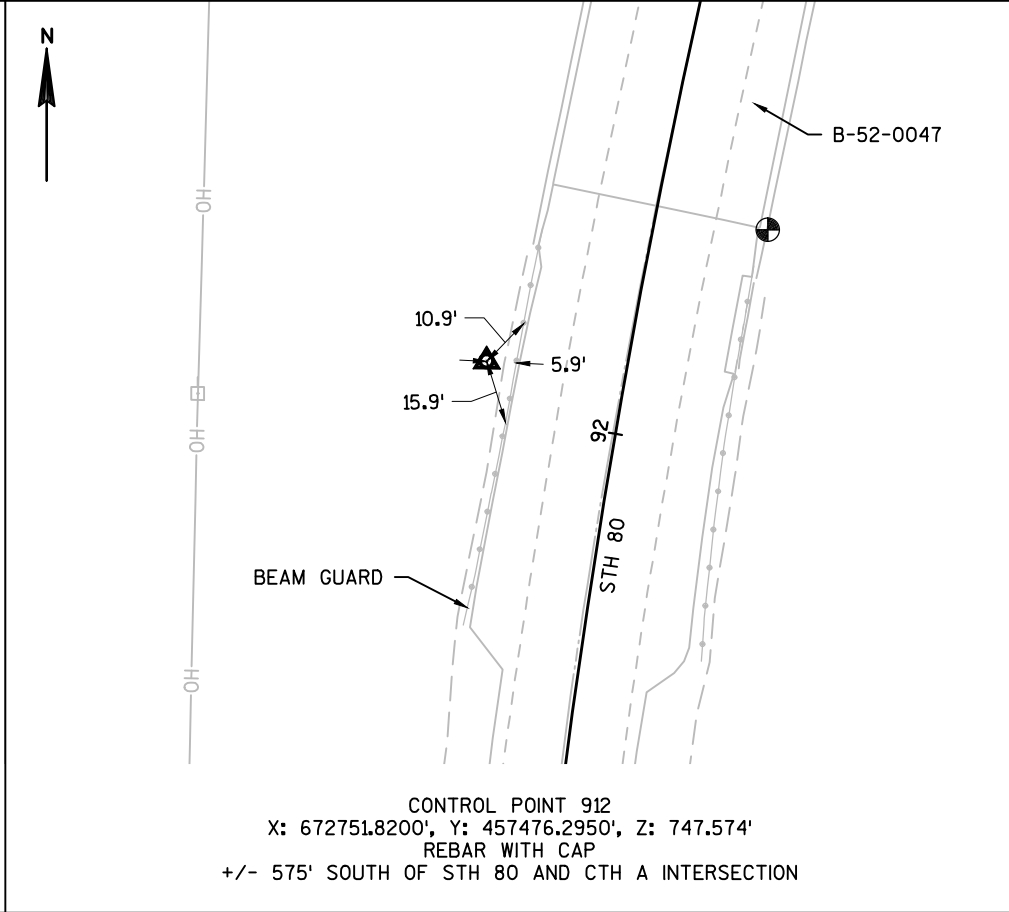 N
B-52-0047
OH
10.9'
5.9'
15.9'
92
OH
STH 80
BEAM GUARD
OH
CONTROL POINT 912
X: 672751.8200', Y: 457476.2950', Z: 747.574'
REBAR WITH CAP
+/- 575' SOUTH OF STH 80 AND CTH A INTERSECTION